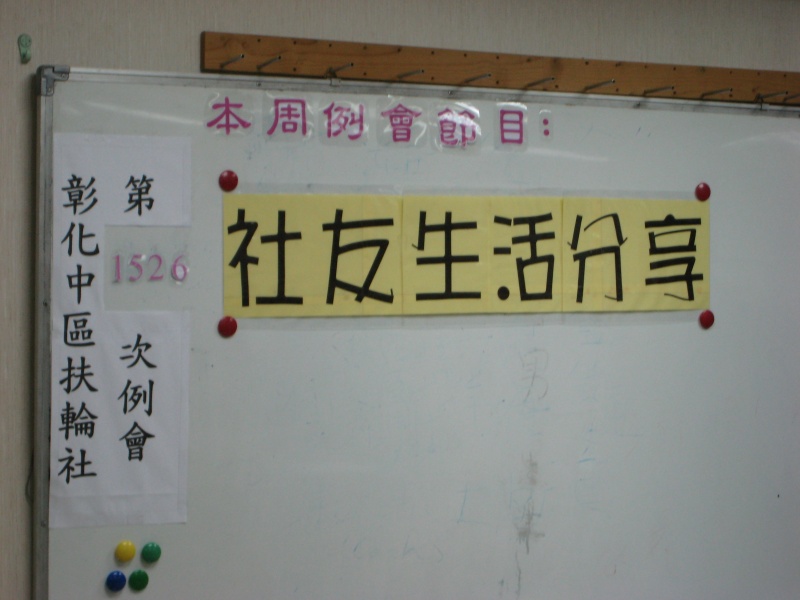 本周例會節目:
社友生活分享
彰化中區扶輪社
第
1526
次例會
男